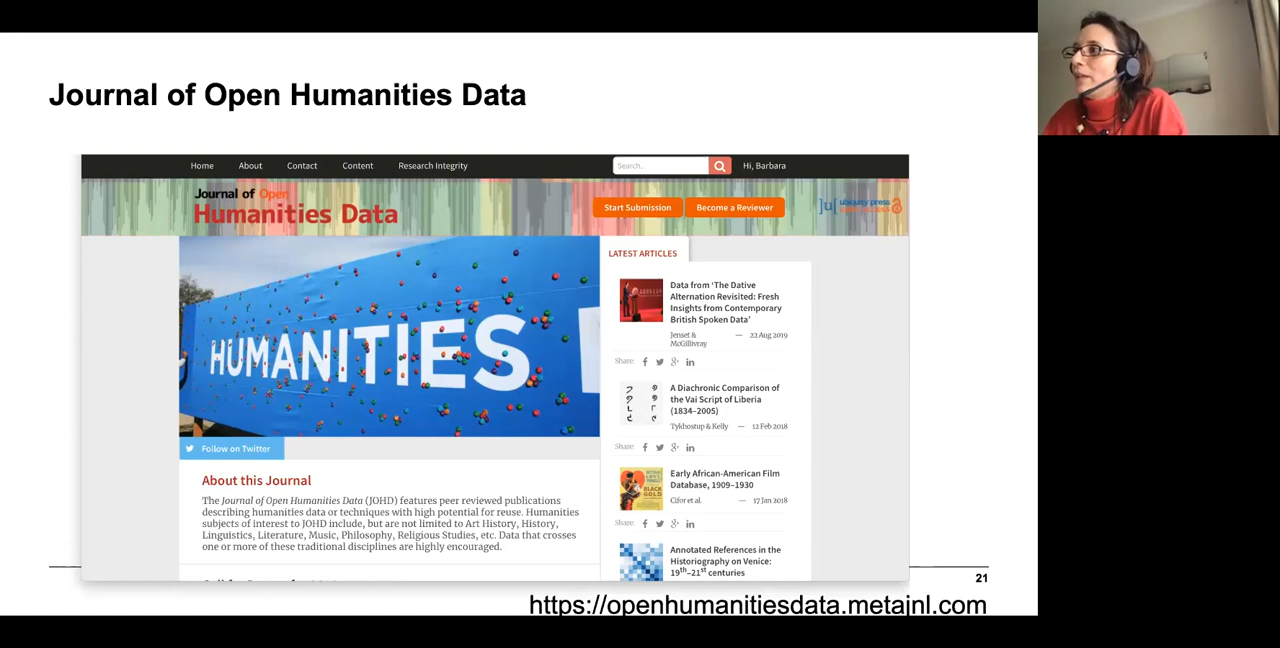 Journal of Open Humanities Data
Home About Contact Content Research Integrity
Search... Hi, Barbara
Journal of Open
Humanities Data
Start Submission Become a Reviewer
]u[ ubiquity press
HUMANITIES
Follow on Twitter
About this Journal
The Journal of Open Humanities Data (JOHD) features peer reviewed publications
describing humanities data or techniques with high potential for reuse. Humanities
subjects of interest to JOHD include, but are not limited to Art History, History,
Linguistics, Literature, Music, Philosophy, Religious Studies, etc. Data that crosses
one or more of these traditional disciplines are highly encouraged.
LATEST ARTICLES
Data from ‘The Dative
Alternation Revisited: Fresh
Insights from Contemporary
British Spoken Data’
Jenset &
McGillivray — 22 Aug 2019
Share: f g+ in
A Diachronic Comparison of
the Vai Script of Liberia
(1834–2005)
Tykhostup & Kelly — 12 Feb 2018
Share: f g+ in
Early African-American Film
Database, 1909–1930
BLACK
GOLD
Cifor et al. — 17 Jan 2018
Share: f g+ in
Annotated References in the
Historiography on Venice:
19th–21st centuries
21
https://openhumanitiesdata.metajnl.com